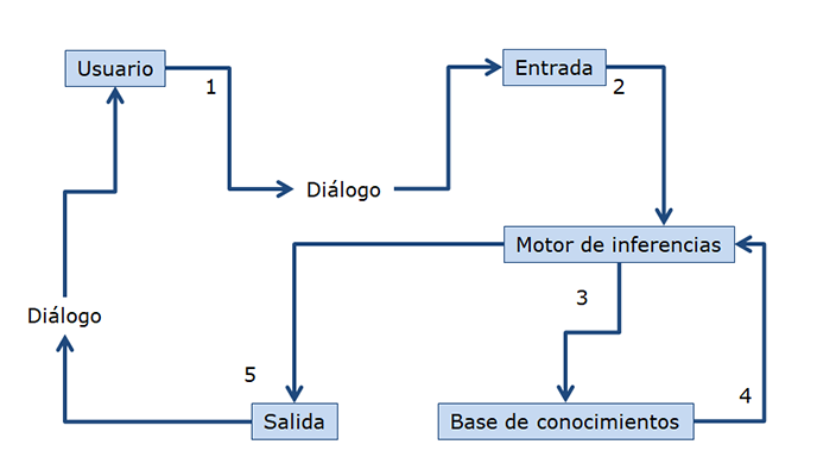 Usuario
1
Entrada
2
Diálogo
Motor de inferencias
3
Diálogo
5
4
Salida
Base de conocimientos